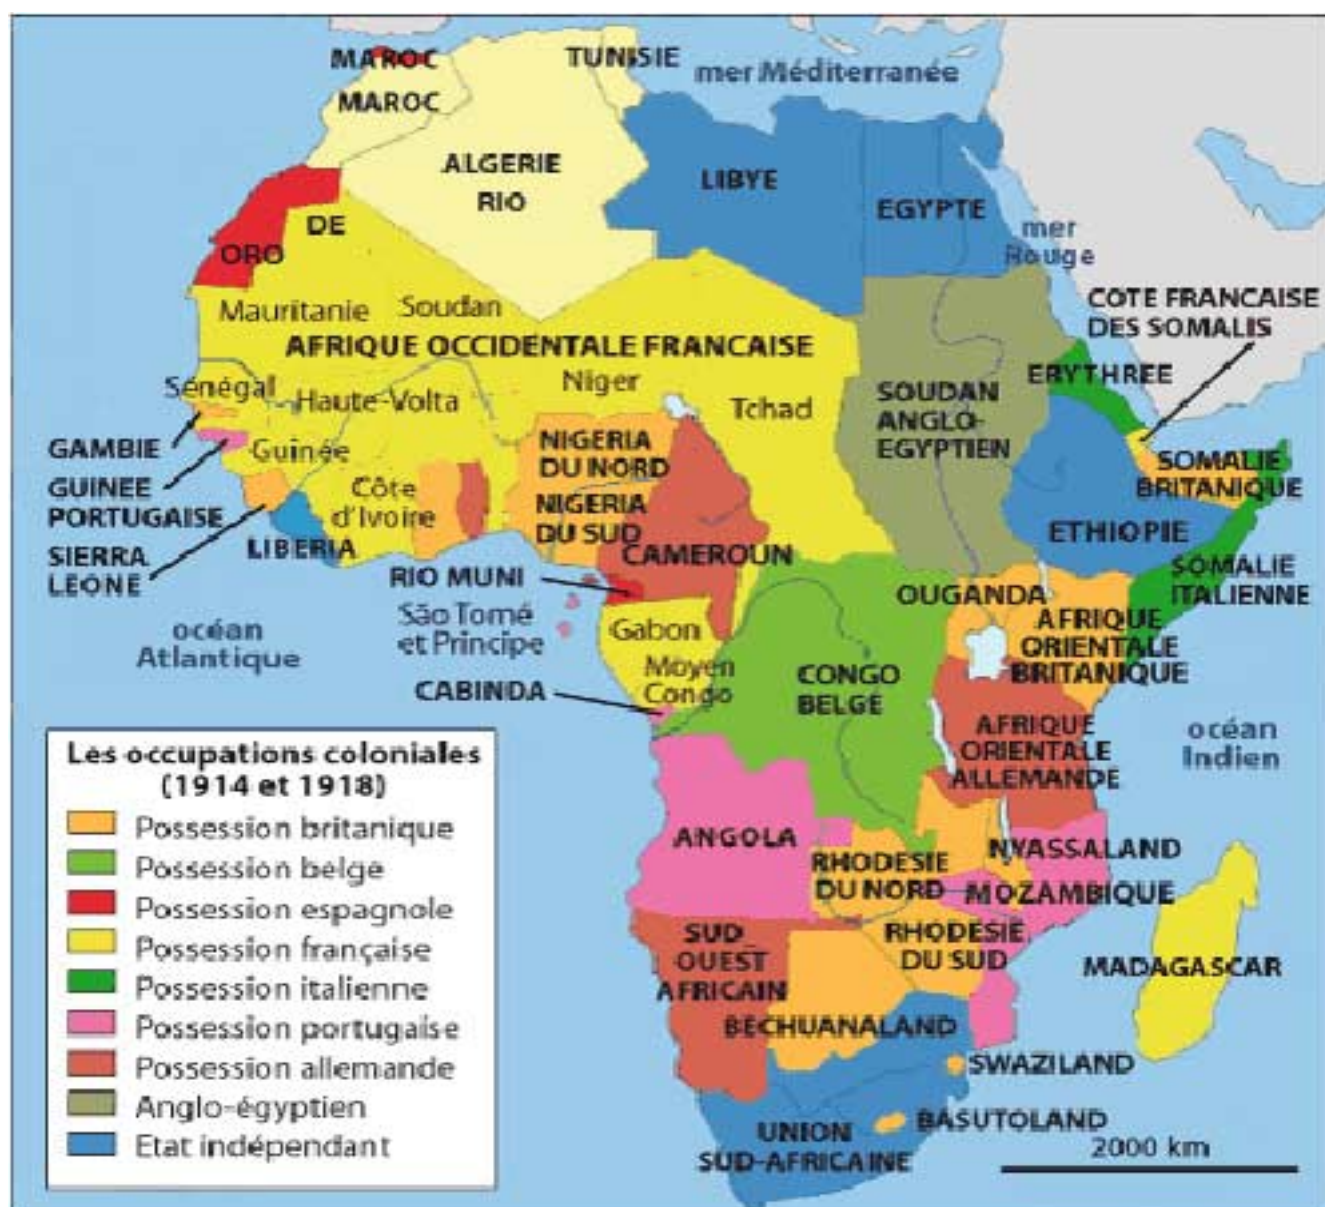 MAROC
TUNISIE
mer Méditerranée
MAROC
ALGERIE
RIO
LIBYE
EGYPTE
DE
ORO
mer
Rouge
Mauritanie
Soudan
COTE FRANCAISE
DES SOMALIS
AFRIQUE OCCIDENTALE FRANCAISE
ERYTHREE
Sénégal
Haute-Volta
Niger
Tchad
SOUDAN
ANGLO-
EGYPTIEN
GAMBIE
Guinée
NIGERIA
DU NORD
SOMALIE
BRITANIQUE
GUINEE
PORTUGAISE
Côte
d'Ivoire
NIGERIA
DU SUD
ETHIOPIE
SIERRA
LEONE
LIBERIA
CAMEROUN
RIO MUNI
SOMALIE
ITALIENNE
OUGANDA
São Tomé
et Principe
Gabon
AFRIQUE
ORIENTALE
BRITANIQUE
océan
Atlantique
Moyen
Congo
CONGO
BELGE
CABINDA
AFRIQUE
ORIENTALE
ALLEMANDE
océan
Indien
Les occupations coloniales
(1914 et 1918)
Possession britanique
Possession belge
Possession espagnole
Possession française
Possession italienne
Possession portugaise
Possession allemande
Anglo-égyptien
Etat indépendant
ANGOLA
NYASSALAND
RHODESIE
DU NORD
MOZAMBIQUE
SUD_
OUEST
AFRICAIN
RHODESIE
DU SUD
MADAGASCAR
BECHUANALAND
SWAZILAND
BASUTOLAND
UNION
SUD-AFRICAINE
2000 km